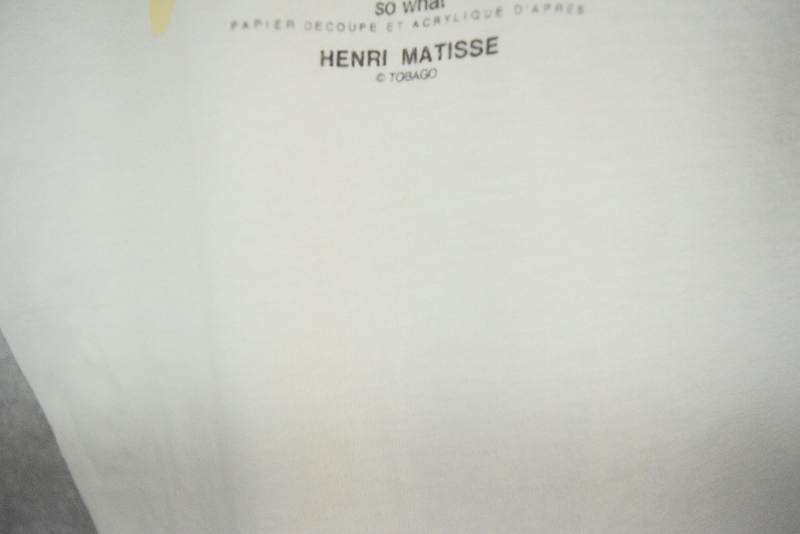 so what
PAPIER DECOUPE ET ACRYLIQUE D'APRES
HENRI MATISSE
© TOBAGO